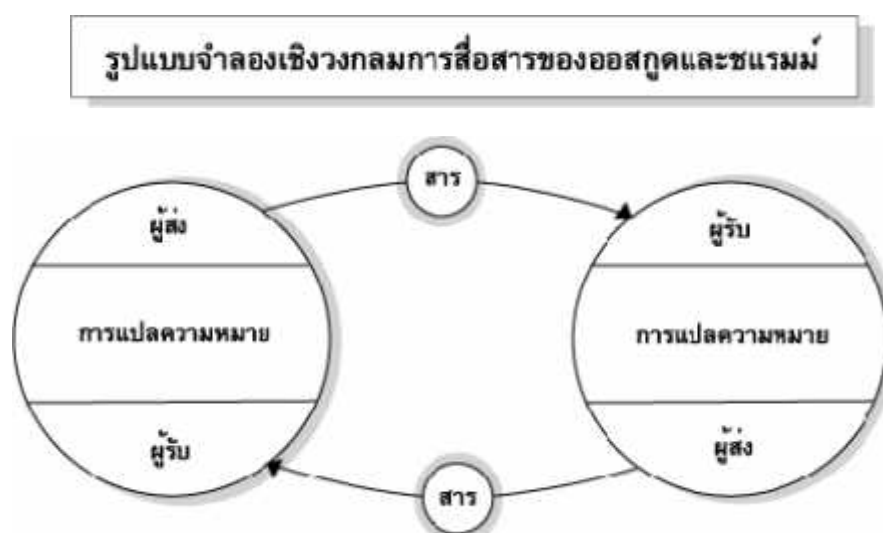 รูปแบบจำลองเชิงวงกลมการสื่อสารของออสกูดและชแรมม์
สาร
ผู้ส่ง
ผู้รับ
การแปลความหมาย
การแปลความหมาย
ผู้รับ
ผู้ส่ง
สาร